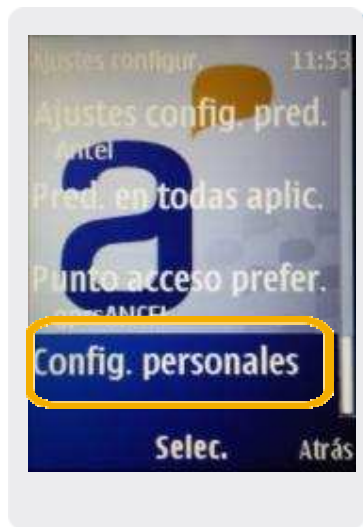 Ajustes configur. 11:53
Ajustes config. pred.
Antel
Pred. en todas aplic.
Punto acceso prefer.
gprsANCEL
Config. personales
Selec. Atrás
a